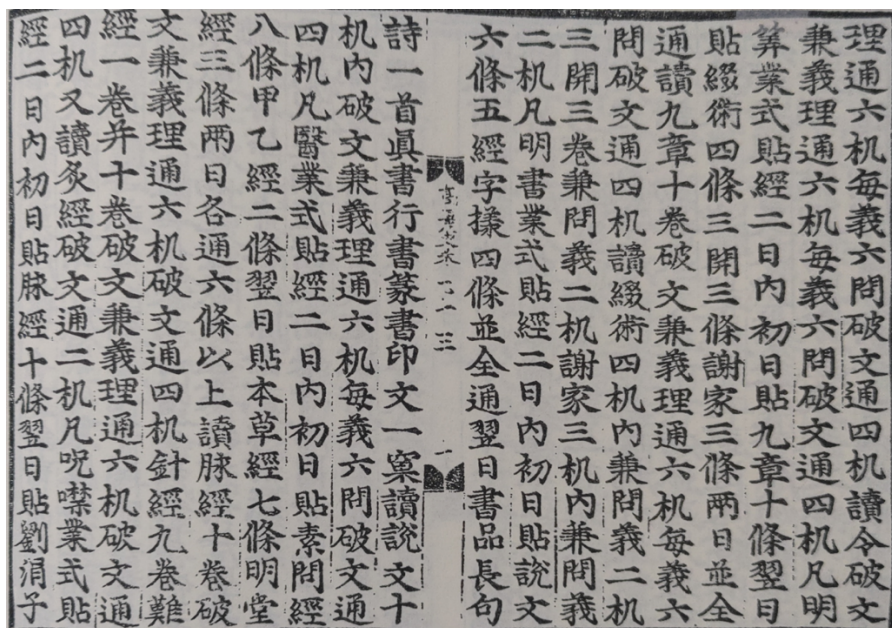 理通六机每義六問破文通四机讀令破文
兼義理通六机每義六問破文通四机凡明
筭業式貼經二日內初日貼九章十條翌日
貼綴術四條三開三條謝家三條兩日並全
通讀九章十卷破文兼義理通六机每義六
問破文通四机讀綴術四机內兼問義二机
三開三卷兼問義二机謝家三机內兼問義
二机凡明書業式貼經二日內初日貼說文
六條五經字㨾四條並全通翌日書品長句
詩一首眞書行書篆書印文一窠讀說文十
机內破文兼義理通六机每義六問破文通
四机凡醫業式貼經二日內初日貼素問經
八條甲乙經二條翌日貼本草經七條明堂
經三條兩日各通六條以上讀脉經十卷破
文兼義理通六机破文通四机針經九卷難
經一卷幷十卷破文兼義理通六机破文通
四机又讀灸經破文通二机凡呪噤業式貼
經二日內初日貼脉經十條翌日貼劉涓子